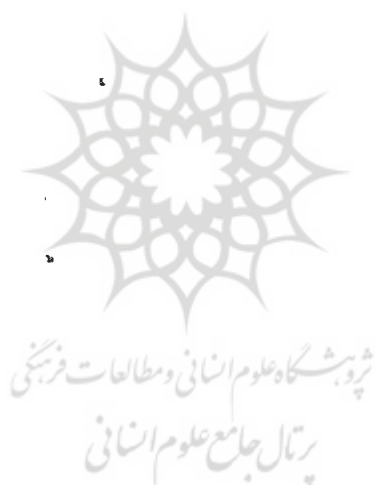 پژوهشگاه علوم انسانی و مطالعات فرهنگی
پرتال جامع علوم انسانی